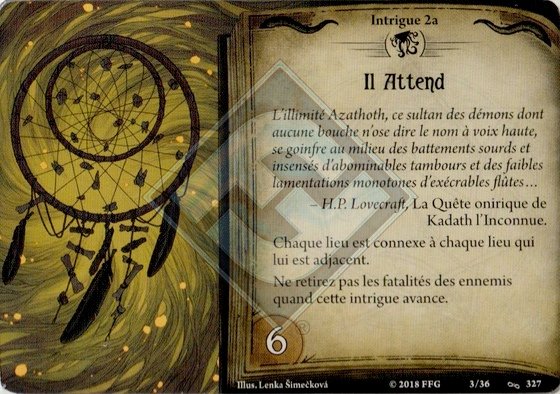 Intrigue 2a
Il Attend
L'illimité Azathoth, ce sultan des démons dont
aucune bouche n'ose dire le nom à voix haute,
se goinfre au milieu des battements sourds et
insensés d'abominables tambours et des faibles
lamentations monotones d'exécrables flûtes…
– H.P. Lovecraft, La Quête onirique de
Kadath l'Inconnue.
Chaque lieu est connexe à chaque lieu qui
lui est adjacent.
Ne retirez pas les fatalités des ennemis
quand cette intrigue avance.
6
Illus. Lenka Šimečková © 2018 FFG 3/36 327